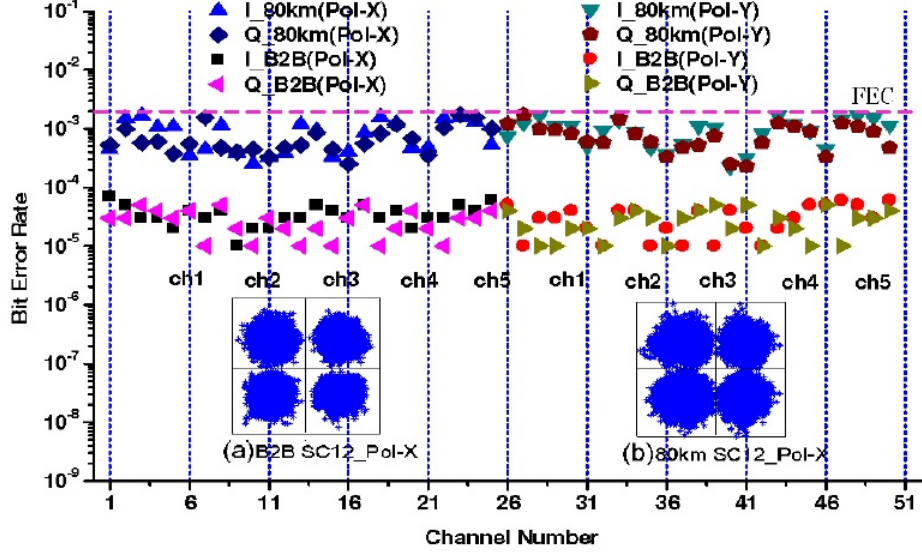 I_80km(Pol-X) I_80km(Pol-Y)
Q_80km(Pol-X) Q_80km(Pol-Y)
I_B2B(Pol-X) I_B2B(Pol-Y)
Q_B2B(Pol-X) Q_B2B(Pol-Y)
10⁻¹
10⁻²
FEC
10⁻³
10⁻⁴
10⁻⁵
ch1 ch2 ch3 ch4 ch5 ch1 ch2 ch3 ch4 ch5
10⁻⁶
10⁻⁷
10⁻⁸
(a)B2B SC12_Pol-X (b)80km SC12_Pol-X
10⁻⁹
1 6 11 16 21 26 31 36 41 46 51
Channel Number
Bit Error Rate